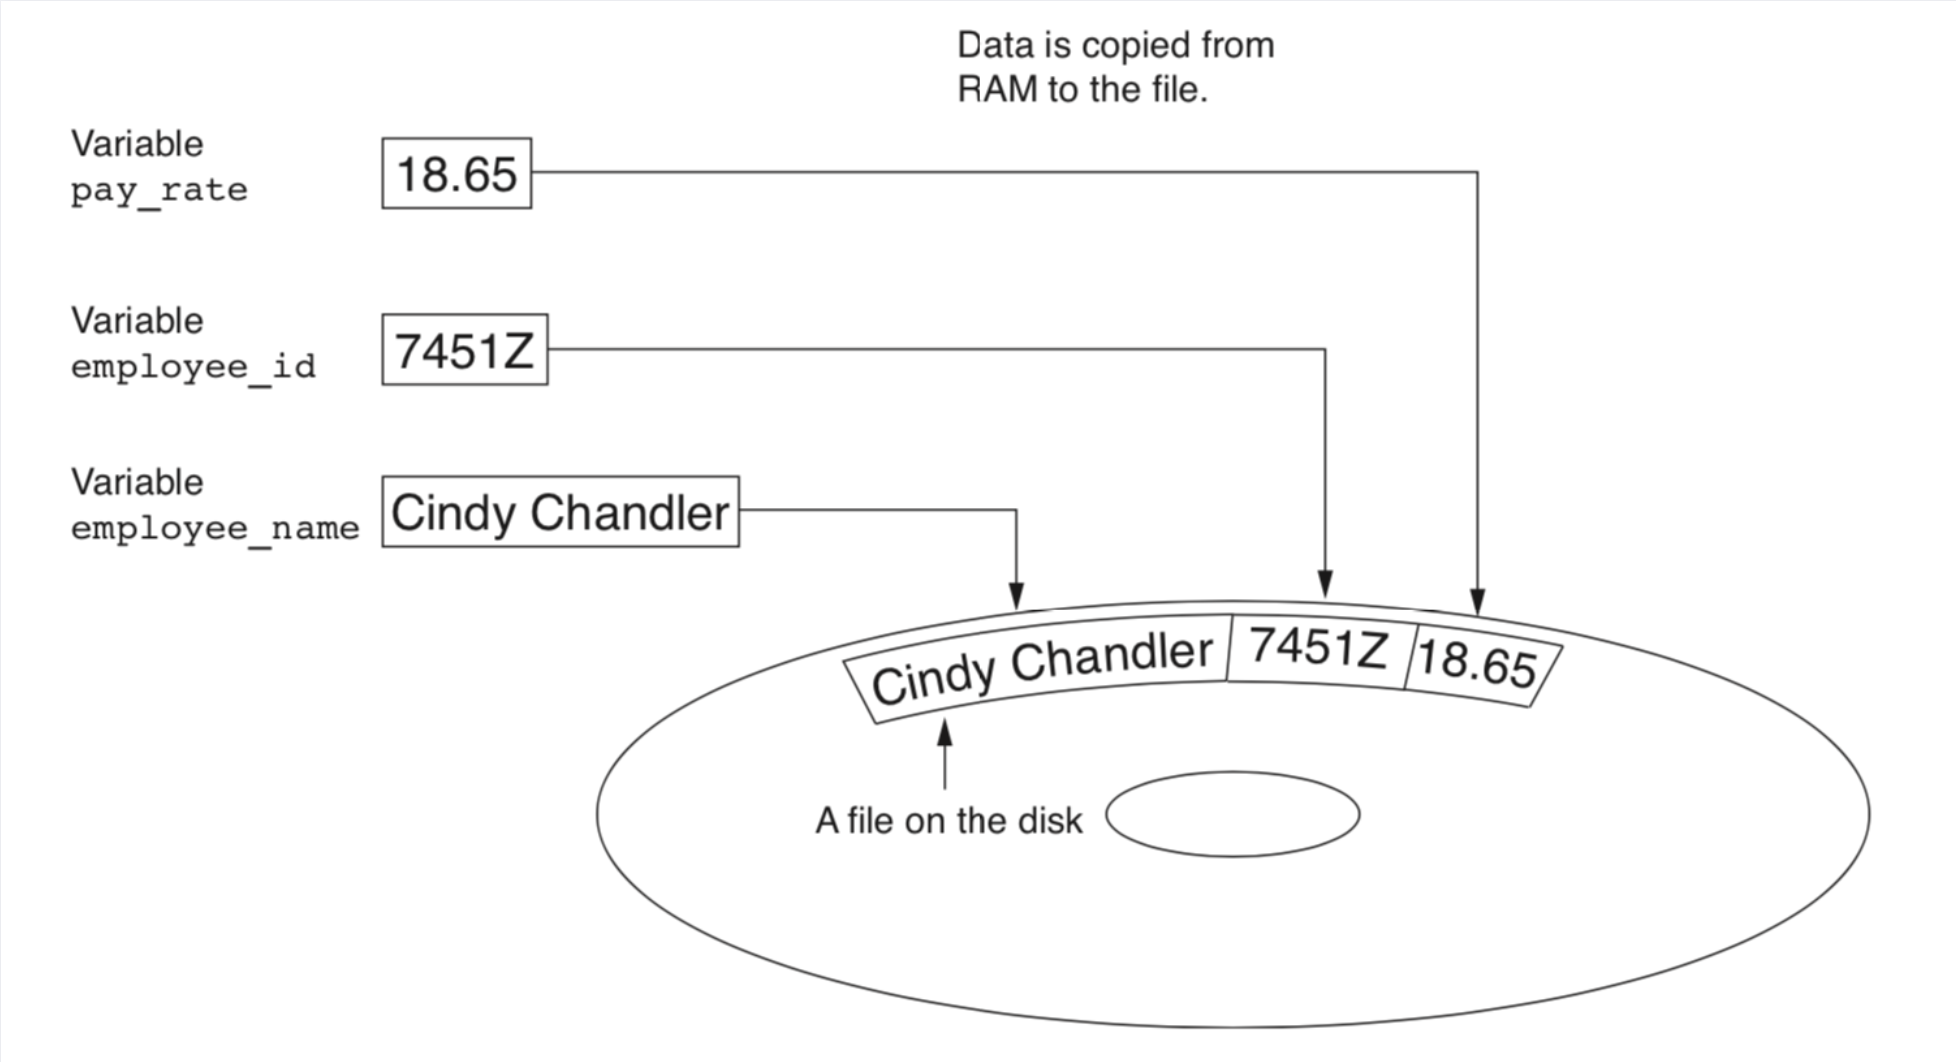 Data is copied from
RAM to the file.
Variable
pay_rate
18.65
Variable
employee_id
7451Z
Variable
employee_name
Cindy Chandler
Cindy Chandler
7451Z
18.65
A file on the disk